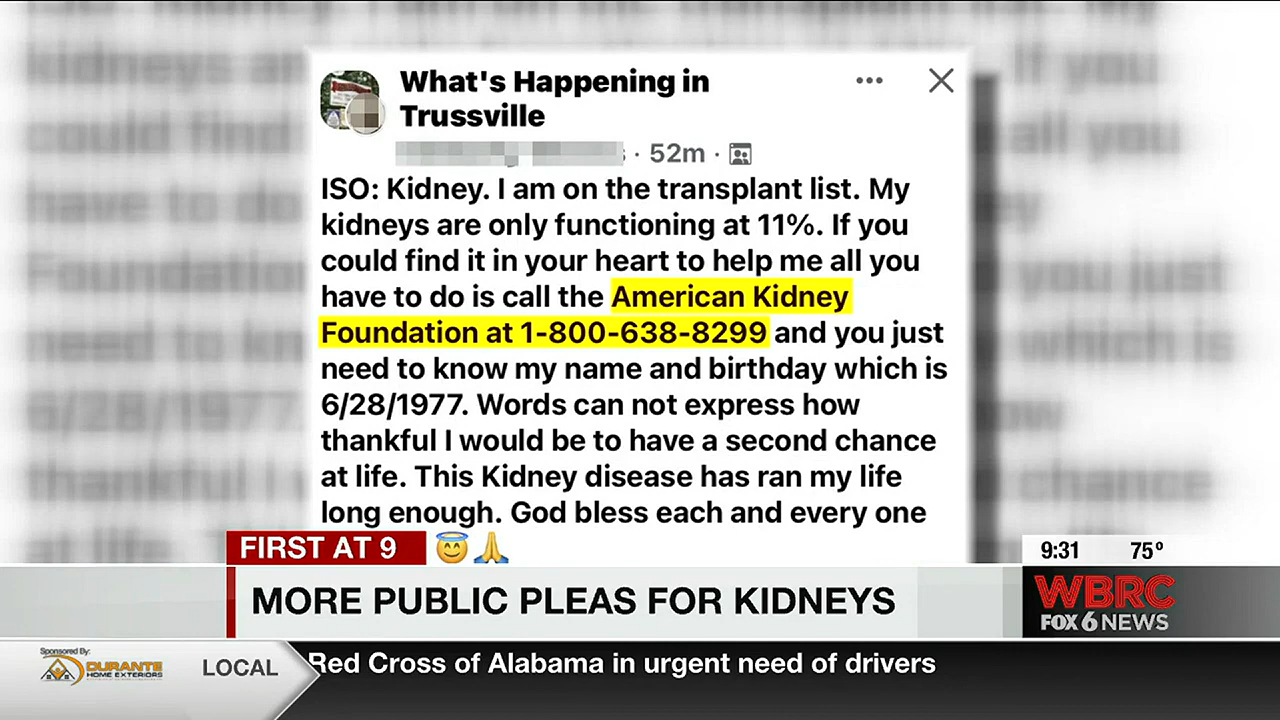 What's Happening in
Trussville
· 52m ·
ISO: Kidney. I am on the transplant list. My
kidneys are only functioning at 11%. If you
could find it in your heart to help me all you
have to do is call the American Kidney
Foundation at 1-800-638-8299 and you just
need to know my name and birthday which is
6/28/1977. Words can not express how
thankful I would be to have a second chance
at life. This Kidney disease has ran my life
long enough. God bless each and every one
😇🙏
FIRST AT 9
MORE PUBLIC PLEAS FOR KIDNEYS
9:31 75°
WBRC
FOX 6 NEWS
Sponsored By:
DURANTE
HOME EXTERIORS
LOCAL
Red Cross of Alabama in urgent need of drivers